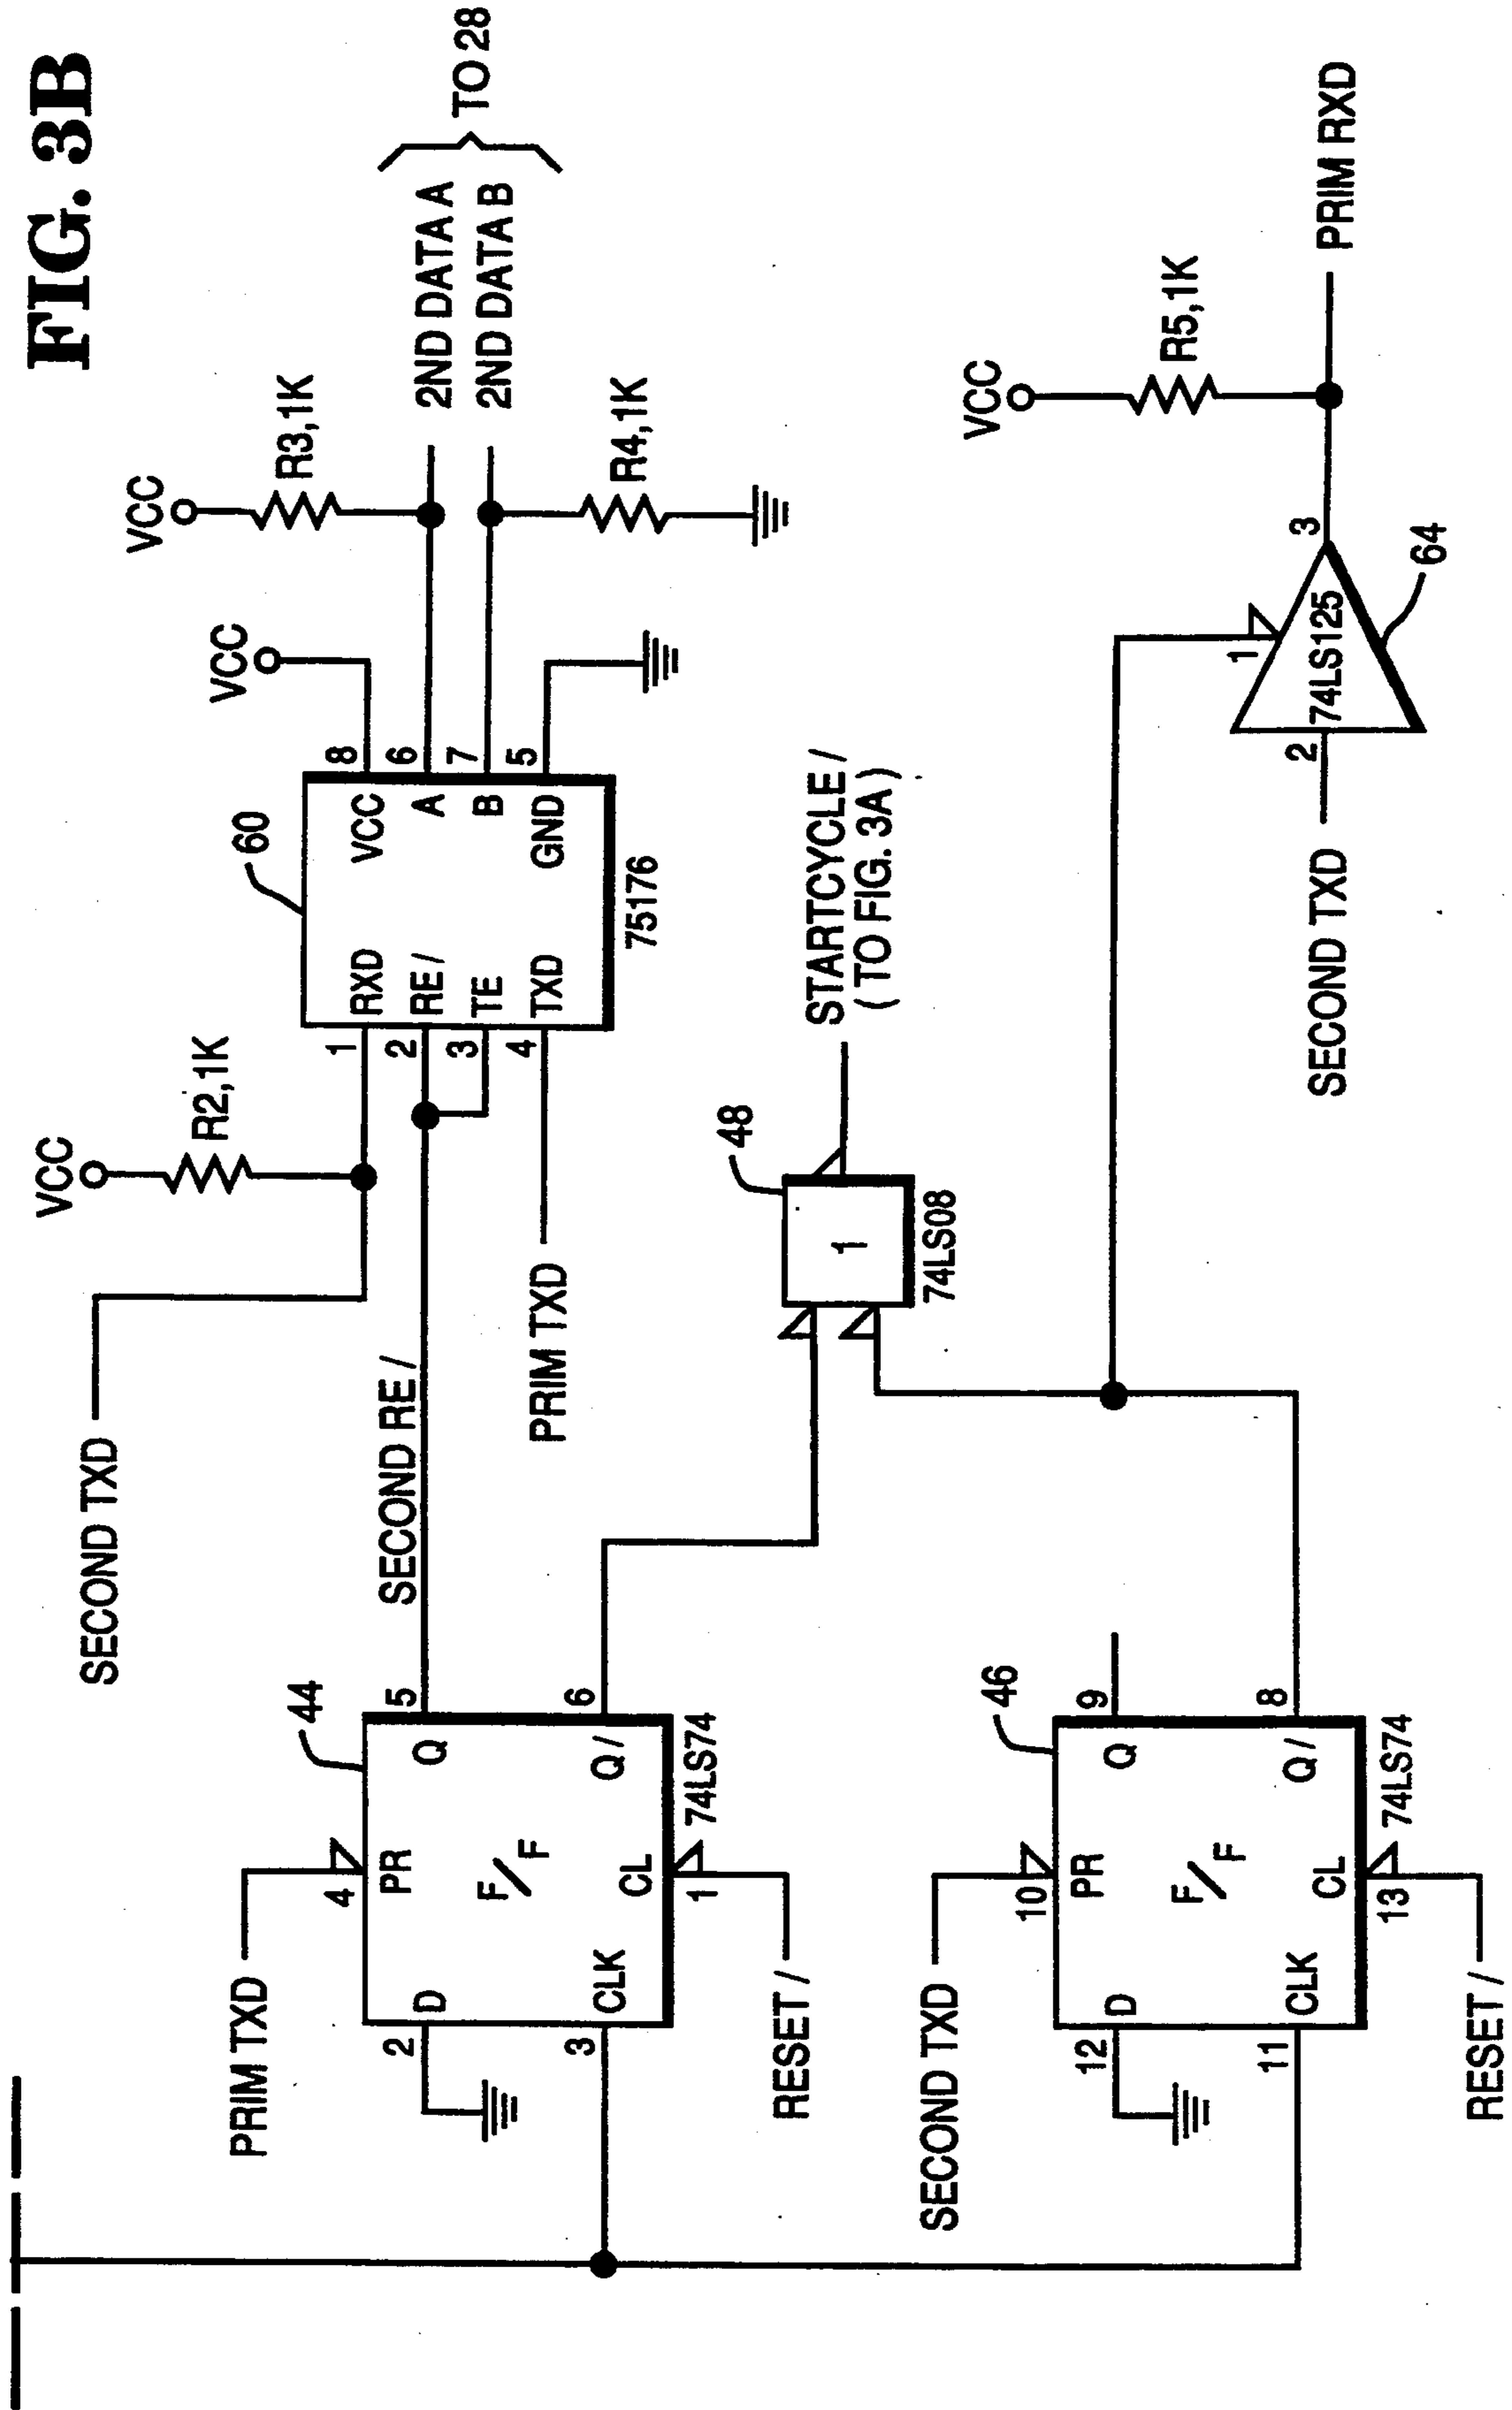 FIG. 3B
SECOND TXD
VCC
R2,1K
VCC
VCC
R3,1K
60
1 RXD VCC 8
SECOND RE /
2 RE / A 6
2ND DATA A
3 TE B 7
2ND DATA B
TO 28
PRIM TXD
4 TXD GND 5
75176
R4,1K
PRIM TXD
44
4
PR
2 D Q 5
F/F
3 CLK Q / 6
CL
1
74LS74
RESET /
48
1
74LS08
STARTCYCLE /
( TO FIG. 3A )
SECOND TXD
46
10
PR
12 D Q 9
F/F
11 CLK Q / 8
CL
13
74LS74
RESET /
VCC
R5,1K
1
SECOND TXD
2
74LS125
3
PRIM RXD
64